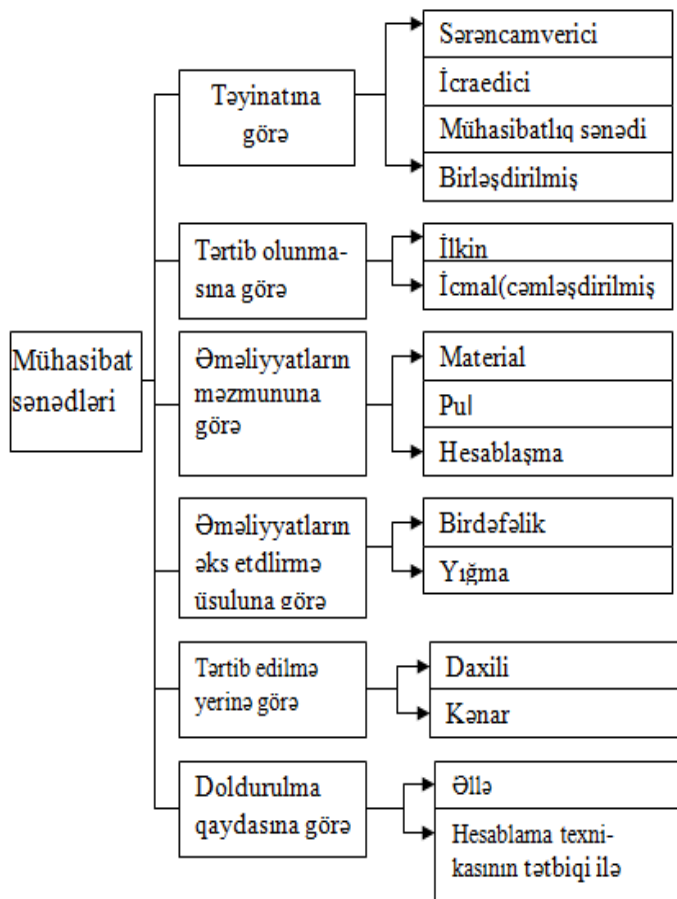 Mühasibat
sənədləri
Təyinatına
görə
Sərəncamverici
İcraedici
Mühasibatlıq sənədi
Birləşdirilmiş
Tərtib olunma-
sına görə
İlkin
İcmal(cəmləşdirilmiş
Əməliyyatların
məzmununa
görə
Material
Pul
Hesablaşma
Əməliyyatların
əks etdlirmə
üsuluna görə
Birdəfəlik
Yığma
Tərtib edilmə
yerinə görə
Daxili
Kənar
Doldurulma
qaydasına görə
Əllə
Hesablama texni-
kasının tətbiqi ilə